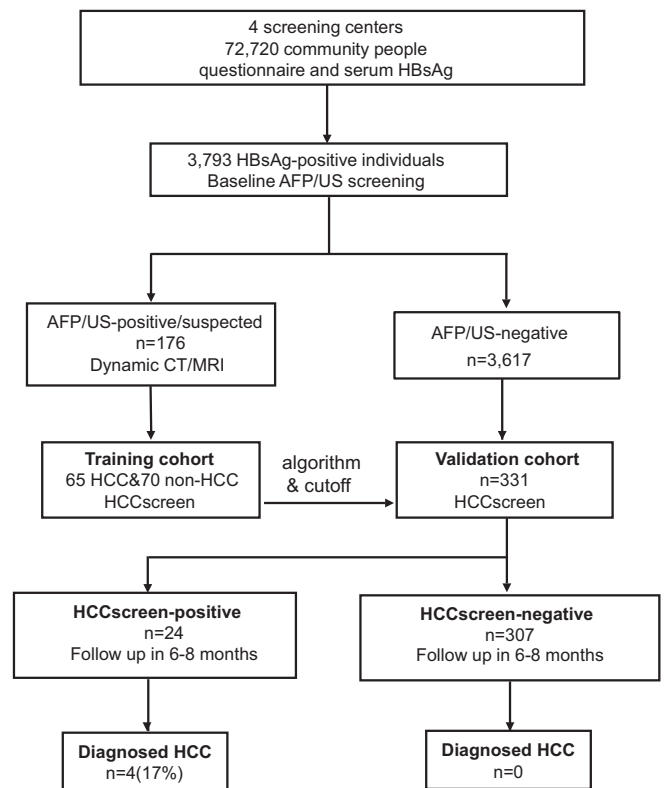 4 screening centers
72,720 community people
questionnaire and serum HBsAg
3,793 HBsAg-positive individuals
Baseline AFP/US screening
AFP/US-positive/suspected
n=176
Dynamic CT/MRI
AFP/US-negative
n=3,617
Training cohort
65 HCC&70 non-HCC
HCCscreen
algorithm
& cutoff
Validation cohort
n=331
HCCscreen
HCCscreen-positive
n=24
Follow up in 6-8 months
HCCscreen-negative
n=307
Follow up in 6-8 months
Diagnosed HCC
n=4(17%)
Diagnosed HCC
n=0